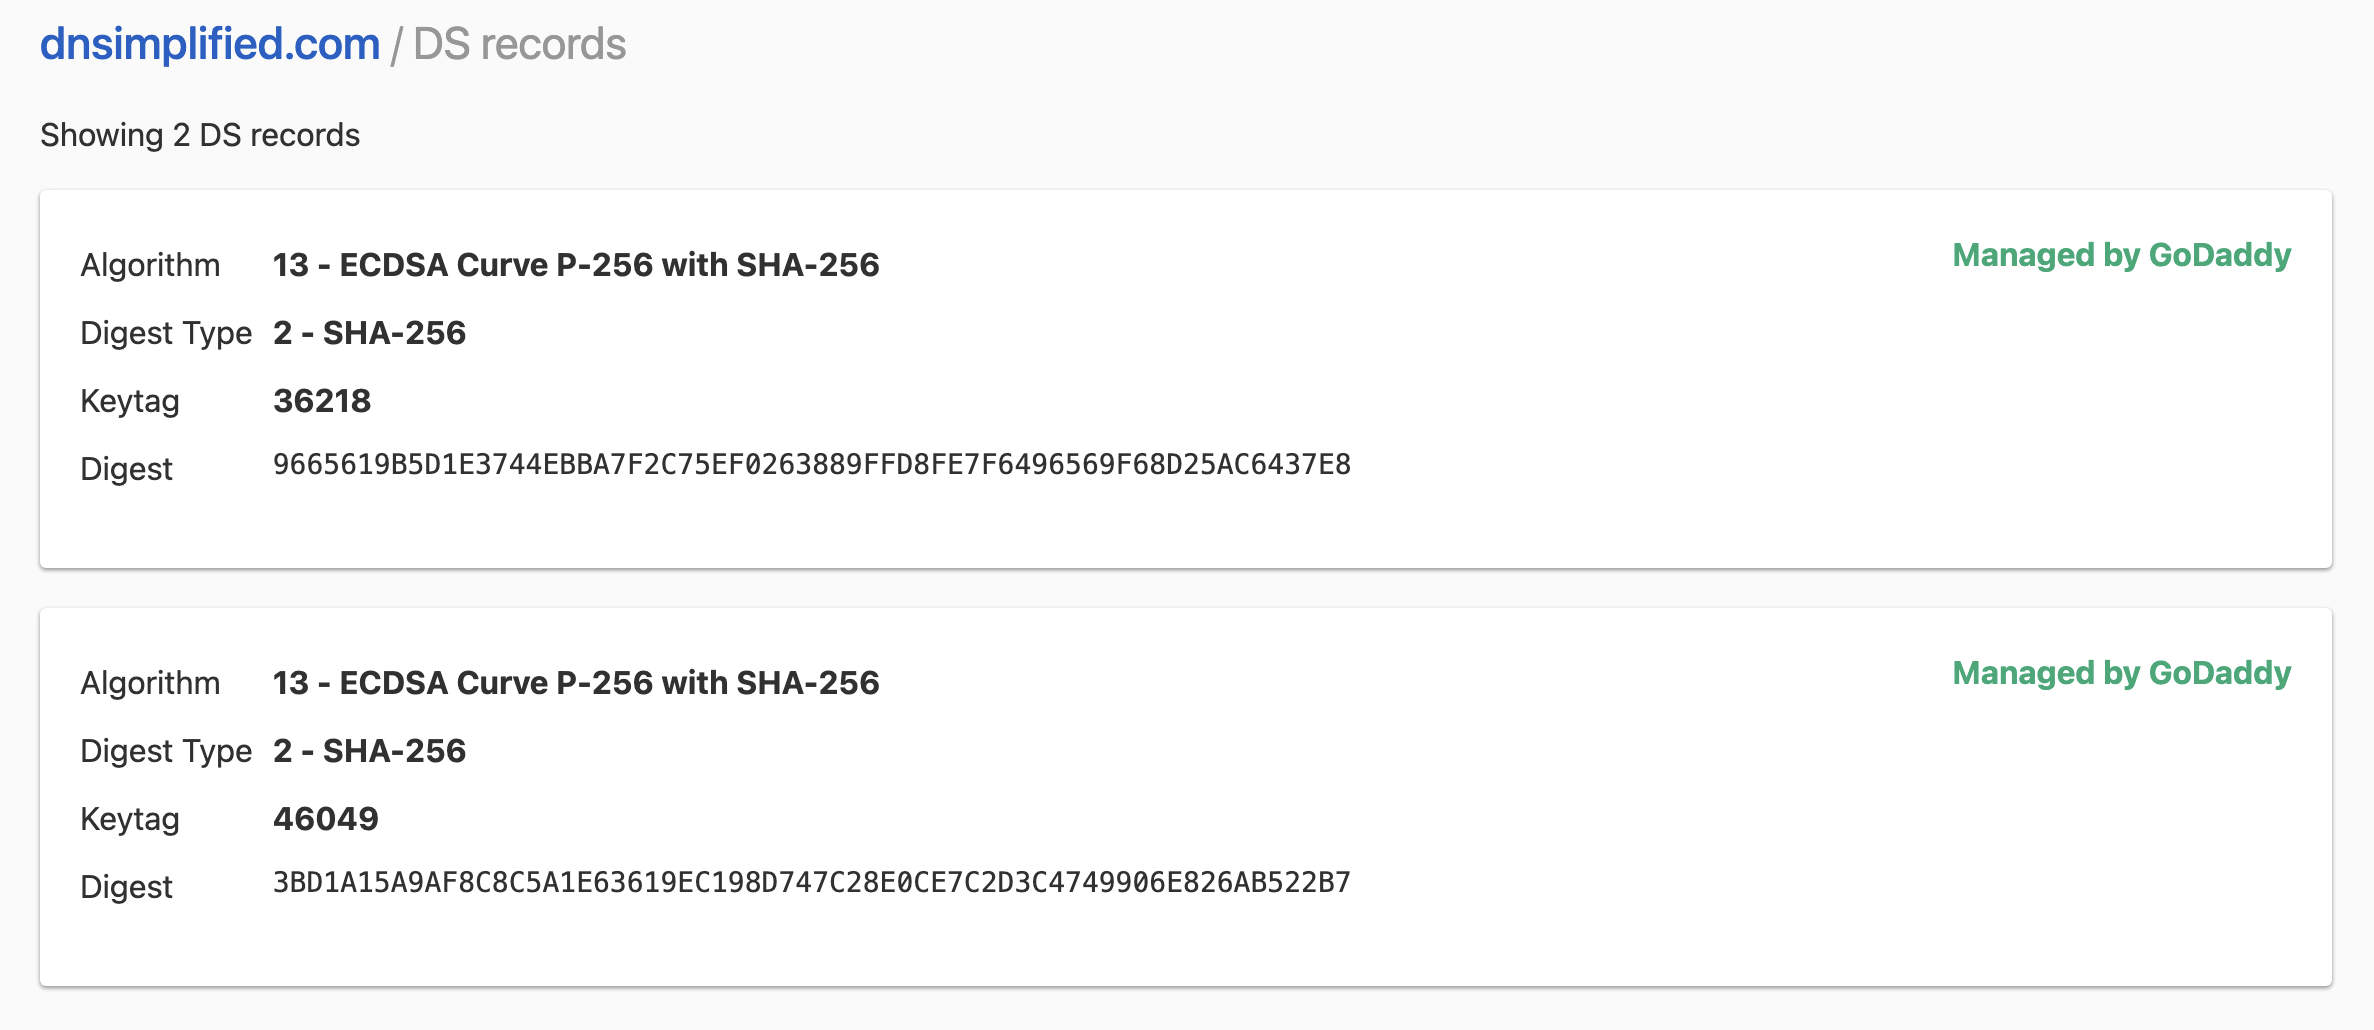 dnsimplified.com / DS records
Showing 2 DS records
Algorithm 13 - ECDSA Curve P-256 with SHA-256 Managed by GoDaddy
Digest Type 2 - SHA-256
Keytag 36218
Digest 9665619B5D1E3744EBBA7F2C75EF0263889FFD8FE7F6496569F68D25AC6437E8
Algorithm 13 - ECDSA Curve P-256 with SHA-256 Managed by GoDaddy
Digest Type 2 - SHA-256
Keytag 46049
Digest 3BD1A15A9AF8C8C5A1E63619EC198D747C28E0CE7C2D3C4749906E826AB522B7